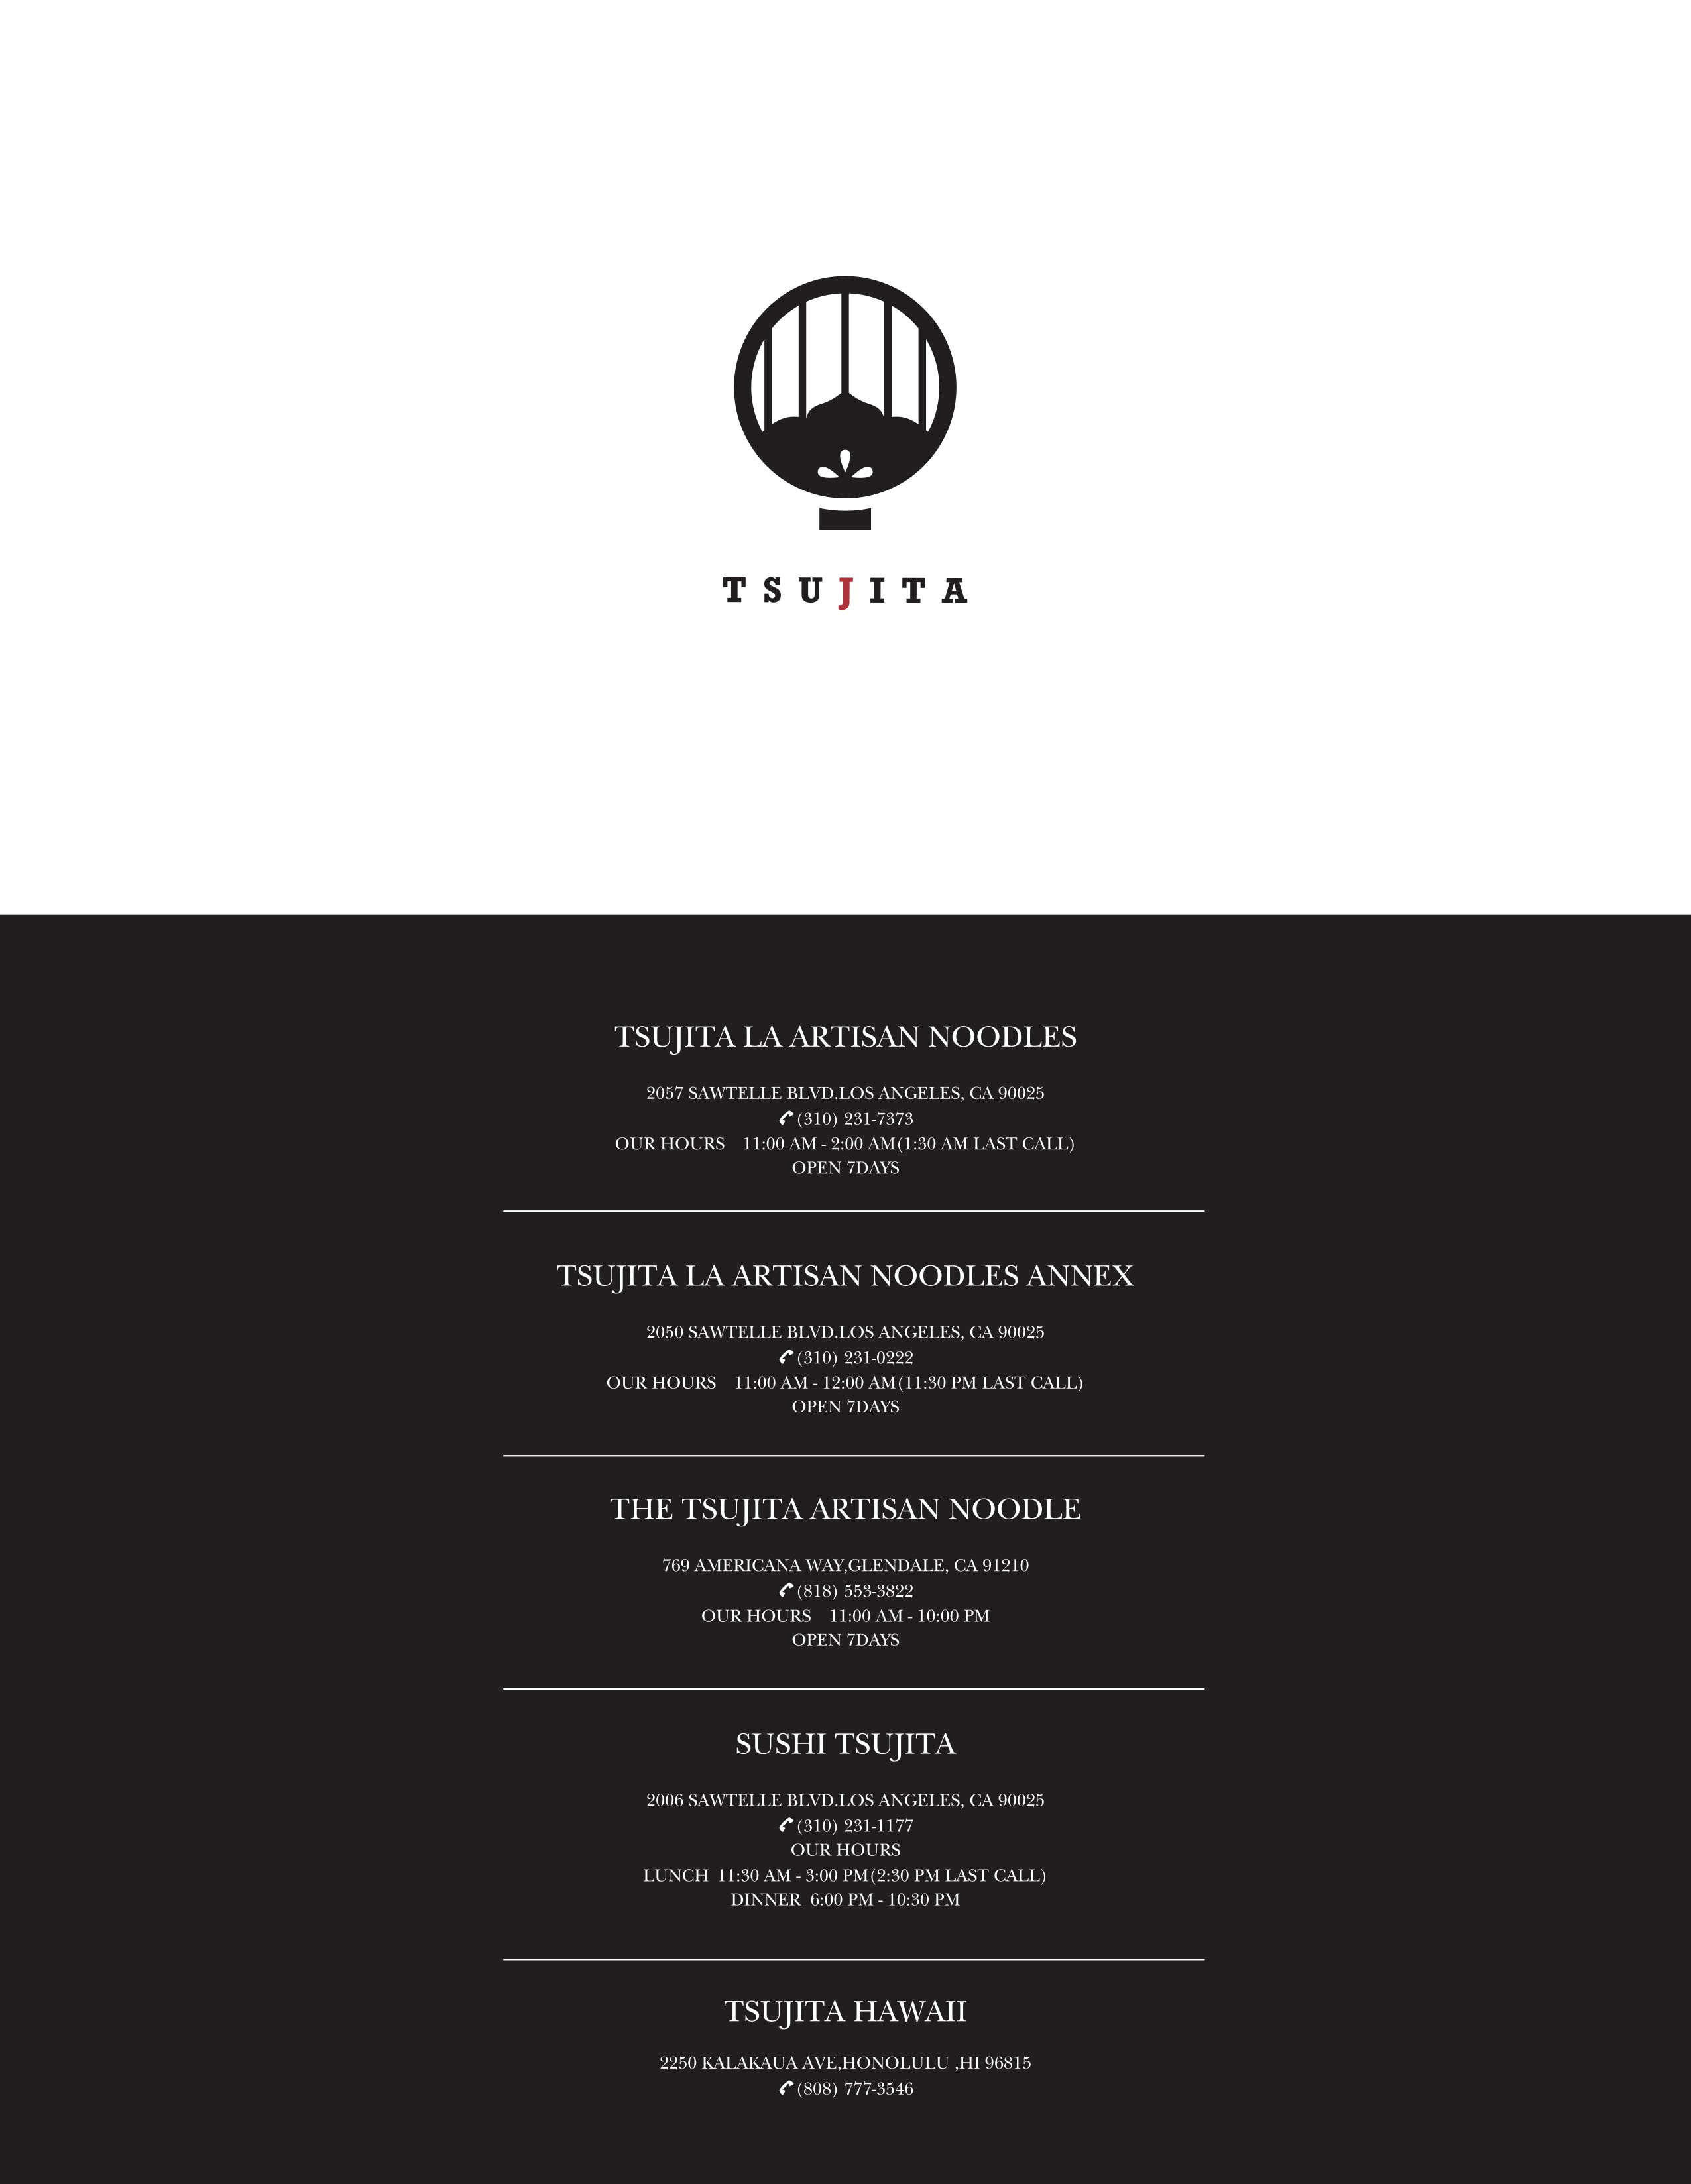 TSUJITA
TSUJITA LA ARTISAN NOODLES
2057 SAWTELLE BLVD.LOS ANGELES, CA 90025
(310) 231-7373
OUR HOURS 11:00 AM - 2:00 AM(1:30 AM LAST CALL)
OPEN 7DAYS
TSUJITA LA ARTISAN NOODLES ANNEX
2050 SAWTELLE BLVD.LOS ANGELES, CA 90025
(310) 231-0222
OUR HOURS 11:00 AM - 12:00 AM(11:30 PM LAST CALL)
OPEN 7DAYS
THE TSUJITA ARTISAN NOODLE
769 AMERICANA WAY,GLENDALE, CA 91210
(818) 553-3822
OUR HOURS 11:00 AM - 10:00 PM
OPEN 7DAYS
SUSHI TSUJITA
2006 SAWTELLE BLVD.LOS ANGELES, CA 90025
(310) 231-1177
OUR HOURS
LUNCH 11:30 AM - 3:00 PM(2:30 PM LAST CALL)
DINNER 6:00 PM - 10:30 PM
TSUJITA HAWAII
2250 KALAKAUA AVE,HONOLULU ,HI 96815
(808) 777-3546